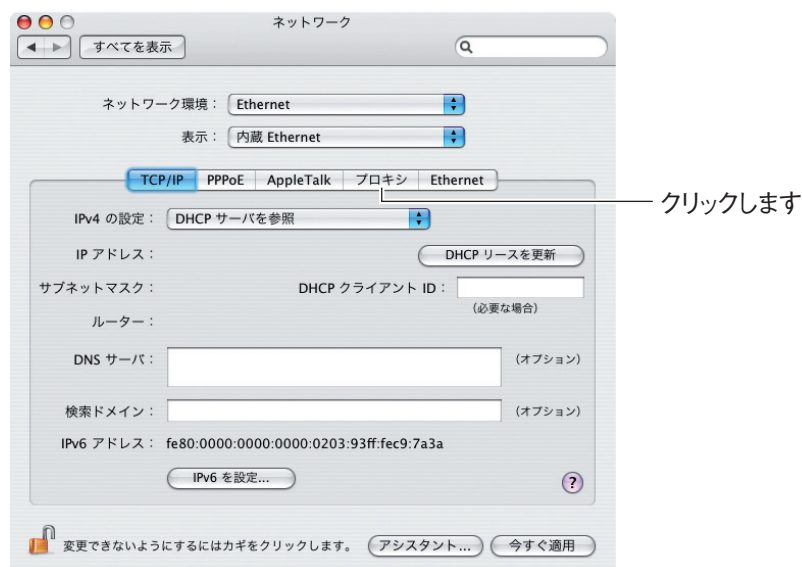 ネットワーク
すべてを表示
ネットワーク環境： Ethernet
表示： 内蔵 Ethernet
TCP/IP PPPoE AppleTalk プロキシ Ethernet
クリックします
IPv4 の設定： DHCP サーバを参照
IP アドレス： DHCP リースを更新
サブネットマスク： DHCP クライアント ID：
（必要な場合）
ルーター：
DNS サーバ： （オプション）
検索ドメイン： （オプション）
IPv6 アドレス： fe80:0000:0000:0000:0203:93ff:fec9:7a3a
IPv6 を設定...
?
変更できないようにするにはカギをクリックします。 アシスタント... 今すぐ適用